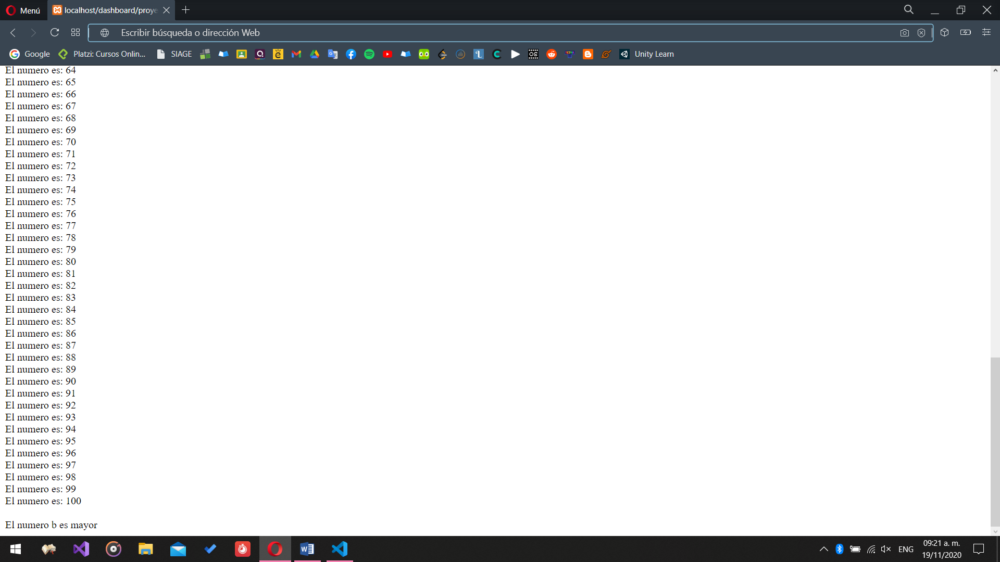 Menú
localhost/dashboard/proye
Escribir búsqueda o dirección Web
Google Platzi: Cursos Onlin... SIAGE Unity Learn
El numero es: 64
El numero es: 65
El numero es: 66
El numero es: 67
El numero es: 68
El numero es: 69
El numero es: 70
El numero es: 71
El numero es: 72
El numero es: 73
El numero es: 74
El numero es: 75
El numero es: 76
El numero es: 77
El numero es: 78
El numero es: 79
El numero es: 80
El numero es: 81
El numero es: 82
El numero es: 83
El numero es: 84
El numero es: 85
El numero es: 86
El numero es: 87
El numero es: 88
El numero es: 89
El numero es: 90
El numero es: 91
El numero es: 92
El numero es: 93
El numero es: 94
El numero es: 95
El numero es: 96
El numero es: 97
El numero es: 98
El numero es: 99
El numero es: 100
El numero b es mayor
ENG
09:21 a. m.
19/11/2020